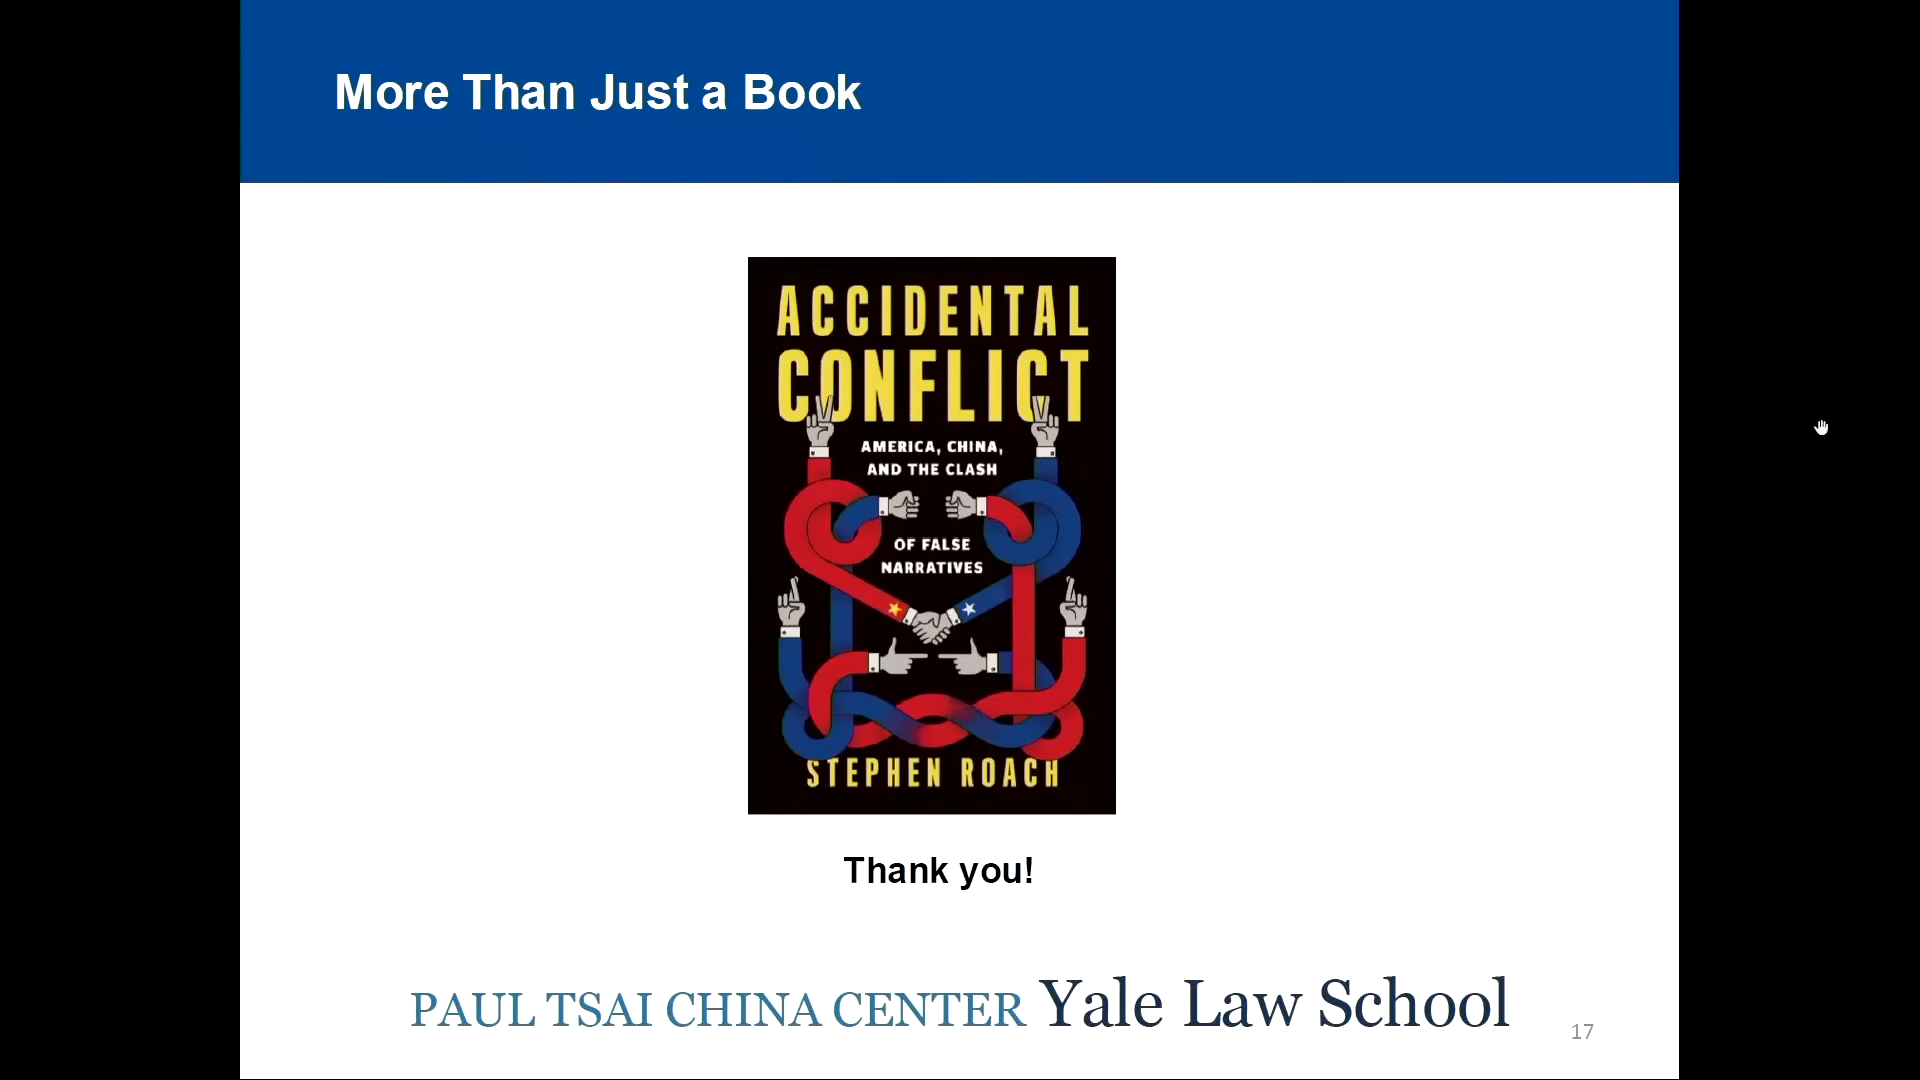 More Than Just a Book
ACCIDENTAL
CONFLICT
AMERICA, CHINA,
AND THE CLASH
OF FALSE
NARRATIVES
STEPHEN ROACH
Thank you!
PAUL TSAI CHINA CENTER Yale Law School
17